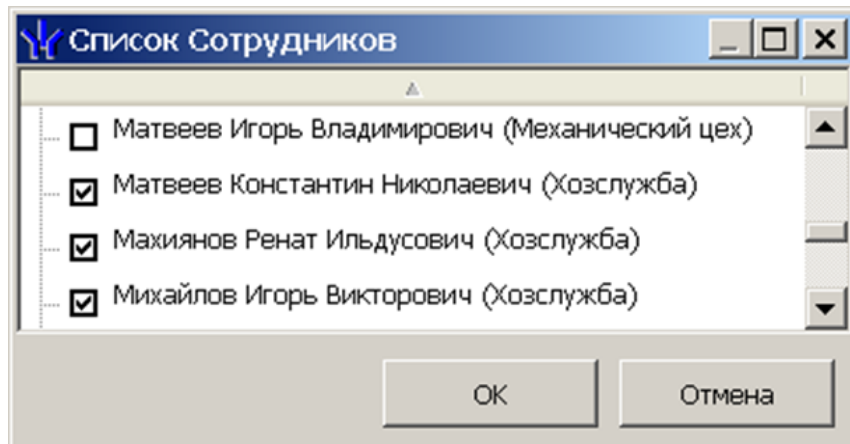 Список Сотрудников
Матвеев Игорь Владимирович (Механический цех)
Матвеев Константин Николаевич (Хозслужба)
Махиянов Ренат Ильдусович (Хозслужба)
Михайлов Игорь Викторович (Хозслужба)
ОК Отмена